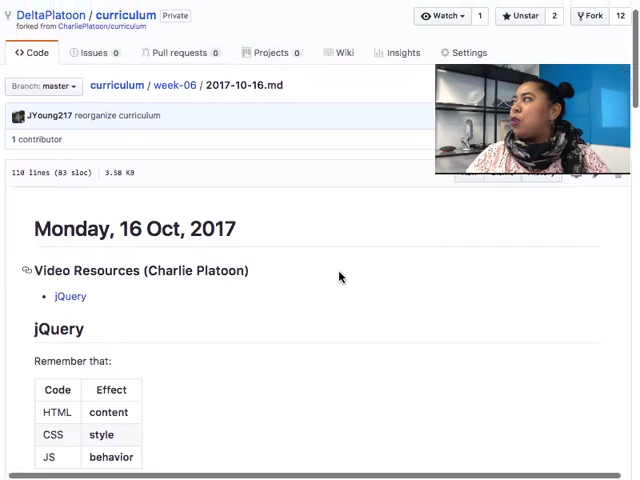 DeltaPlatoon / curriculum Private
Watch 1 Unstar 2 Fork 12
forked from CharliePlatoon/curriculum
Code Issues 0 Pull requests 0 Projects 0 Wiki Insights Settings
Branch: master curriculum / week-06 / 2017-10-16.md
JYoung217 reorganize curriculum
1 contributor
110 lines (83 sloc) 3.58 KB
Monday, 16 Oct, 2017
Video Resources (Charlie Platoon)
• jQuery
jQuery
Remember that:
Code Effect
HTML content
CSS style
JS behavior